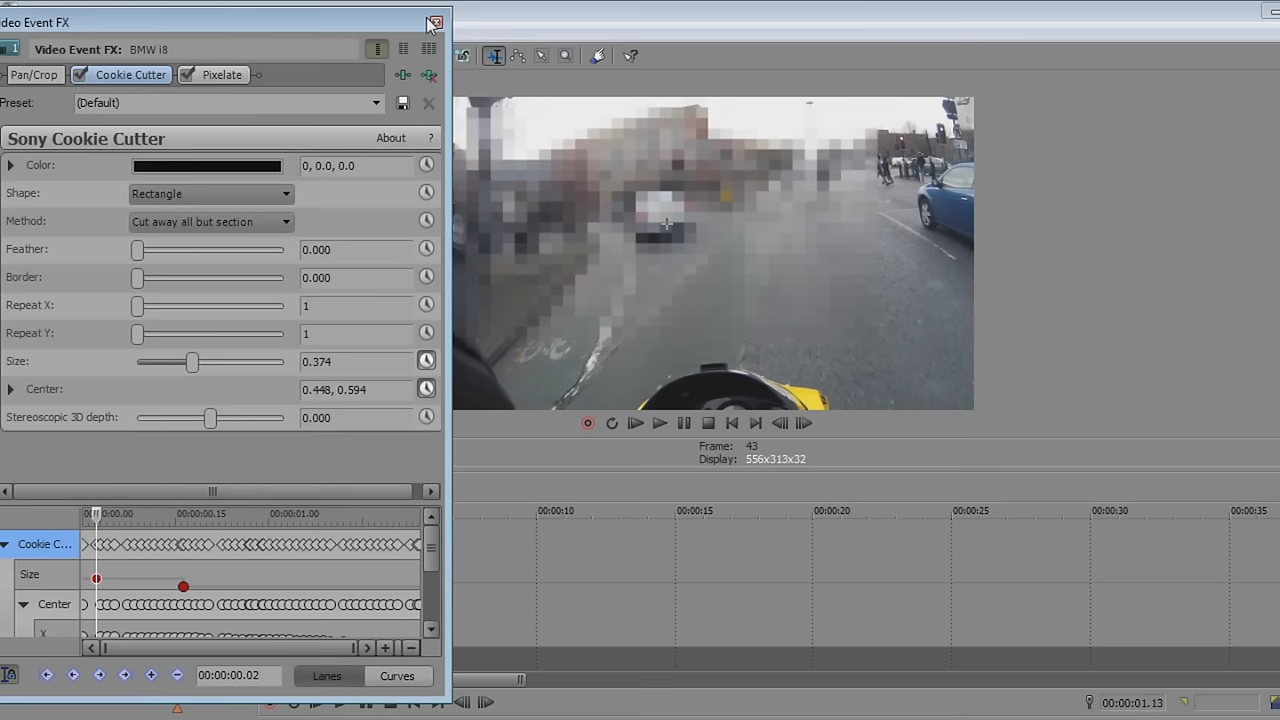 Video Event FX
1
Video Event FX: BMW i8
Pan/Crop
Cookie Cutter
Pixelate
Preset:
(Default)
Sony Cookie Cutter
About
?
Color:
0, 0.0, 0.0
Shape:
Rectangle
Method:
Cut away all but section
Feather:
0.000
Border:
0.000
Repeat X:
1
Repeat Y:
1
Size:
0.374
Center:
0.448, 0.594
Stereoscopic 3D depth:
0.000
Frame: 43
Display: 556x313x32
00:00:00.15
00:00:01.00
00:00:10
00:00:15
00:00:20
00:00:25
00:00:30
00:00:35
Cookie C...
Size
Center
X
00:00:00.02
Lanes
Curves
00:00:01.13